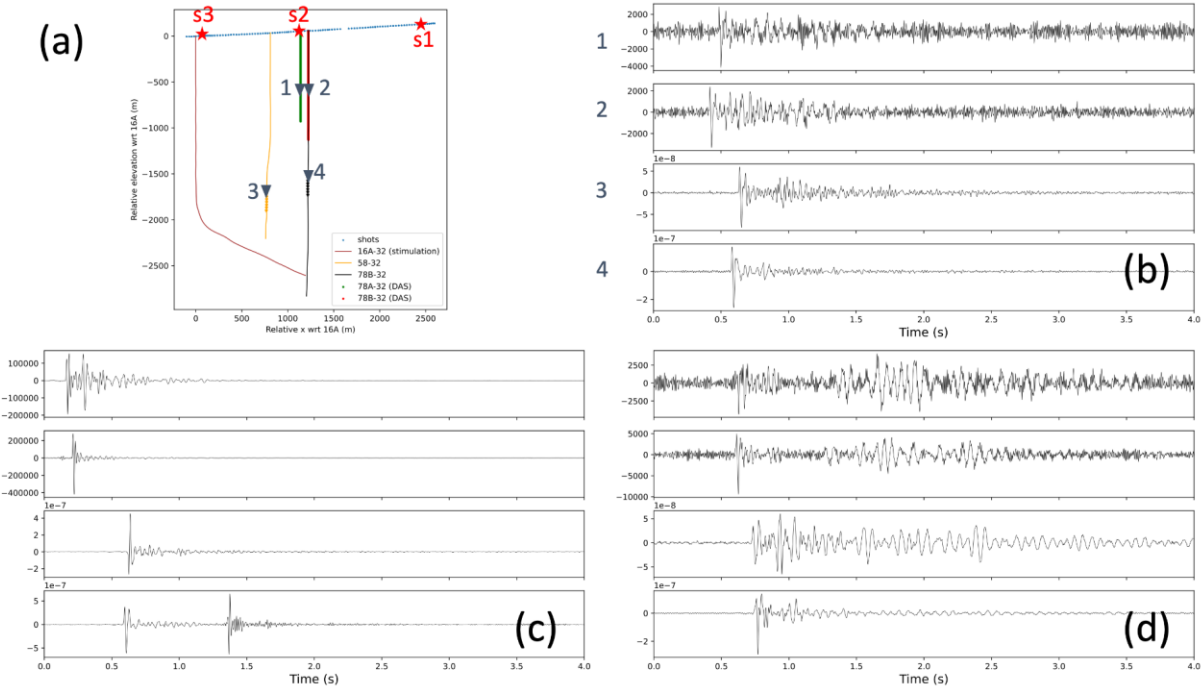 (a)
s3
s2
s1
1
2
3
4
0
−500
−1000
−1500
−2000
−2500
Relative elevation wrt 16A (m)
0 500 1000 1500 2000 2500
Relative x wrt 16A (m)
shots
16A-32 (stimulation)
58-32
78B-32
78A-32 (DAS)
78B-32 (DAS)
1
2000
0
−2000
−4000
2
2000
0
−2000
3
1e−8
5
0
−5
4
1e−7
0
−2
(b)
0.0 0.5 1.0 1.5 2.0 2.5 3.0 3.5 4.0
Time (s)
100000
0
−100000
−200000
200000
0
−200000
−400000
1e−7
4
2
0
−2
1e−7
5
0
−5
(c)
0.0 0.5 1.0 1.5 2.0 2.5 3.0 3.5 4.0
Time (s)
2500
0
−2500
5000
0
−5000
−10000
1e−8
5
0
−5
1e−7
0
−2
(d)
0.0 0.5 1.0 1.5 2.0 2.5 3.0 3.5 4.0
Time (s)